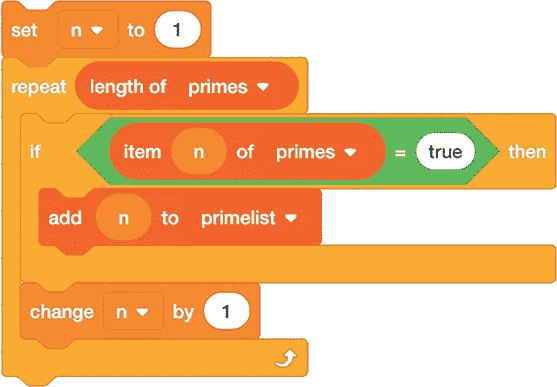 set n to 1
repeat length of primes
if item n of primes = true then
add n to primelist
change n by 1